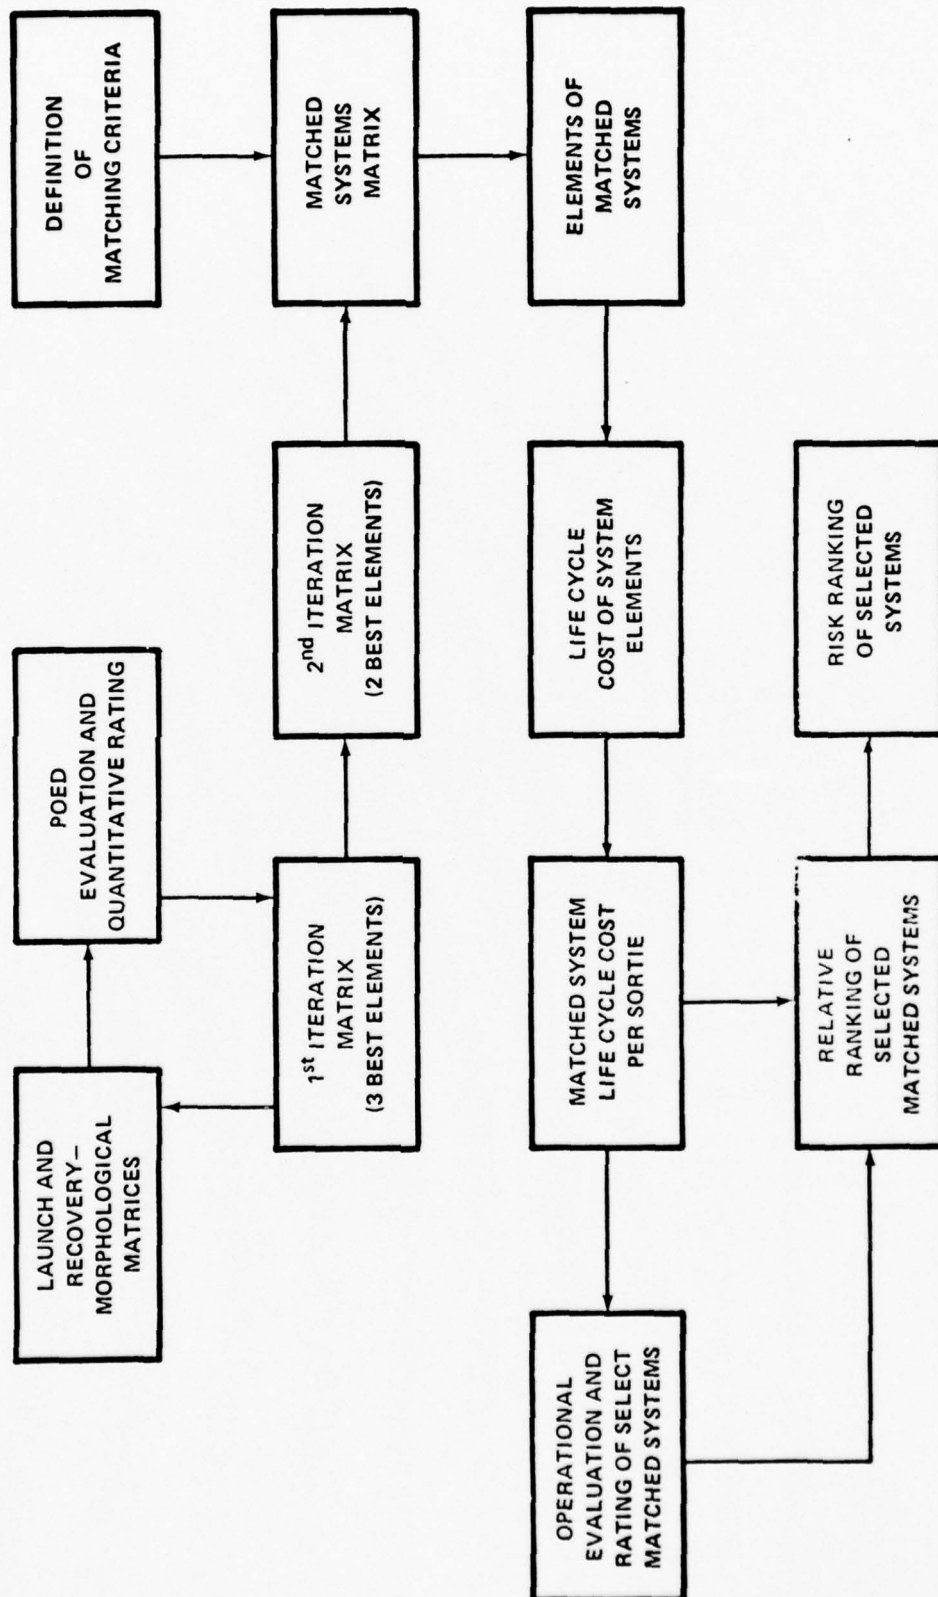 LAUNCH AND
RECOVERY–
MORPHOLOGICAL
MATRICES
POED
EVALUATION AND
QUANTITATIVE RATING
DEFINITION
OF
MATCHING CRITERIA
1st ITERATION
MATRIX
(3 BEST ELEMENTS)
2nd ITERATION
MATRIX
(2 BEST ELEMENTS)
MATCHED
SYSTEMS
MATRIX
OPERATIONAL
EVALUATION AND
RATING OF SELECT
MATCHED SYSTEMS
MATCHED SYSTEM
LIFE CYCLE COST
PER SORTIE
LIFE CYCLE
COST OF SYSTEM
ELEMENTS
ELEMENTS OF
MATCHED
SYSTEMS
RELATIVE
RANKING OF
SELECTED
MATCHED SYSTEMS
RISK RANKING
OF SELECTED
SYSTEMS